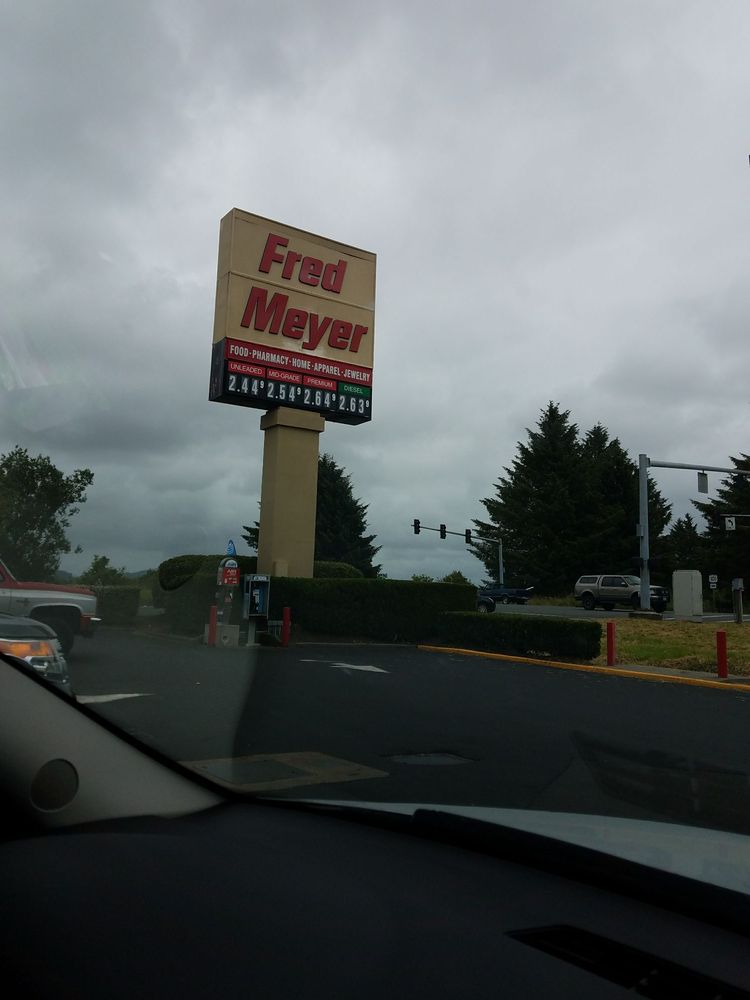 Fred
Meyer
FOOD·PHARMACY·HOME·APPAREL·JEWELRY
UNLEADED MID-GRADE PREMIUM DIESEL
2.44⁹ 2.54⁹ 2.64⁹ 2.63⁹